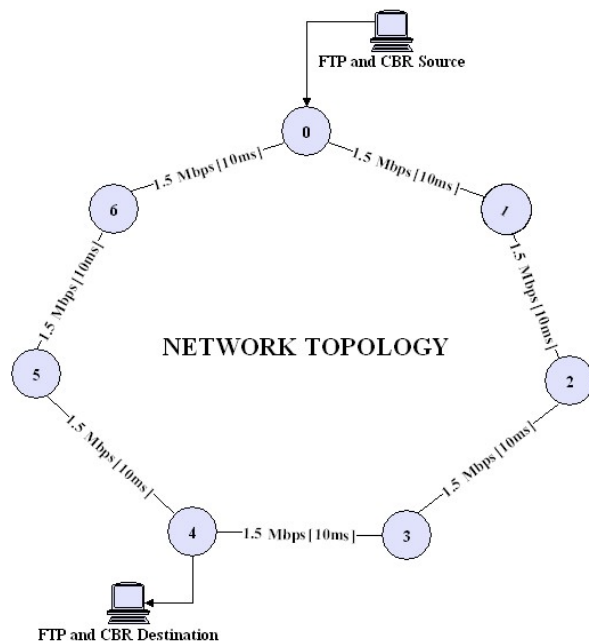 FTP and CBR Source
0
1.5 Mbps[10ms]
1.5 Mbps[10ms]
6
1
1.5 Mbps[10ms]
1.5 Mbps[10ms]
NETWORK TOPOLOGY
5
2
1.5 Mbps[10ms]
1.5 Mbps[10ms]
4
1.5 Mbps[10ms]
3
FTP and CBR Destination